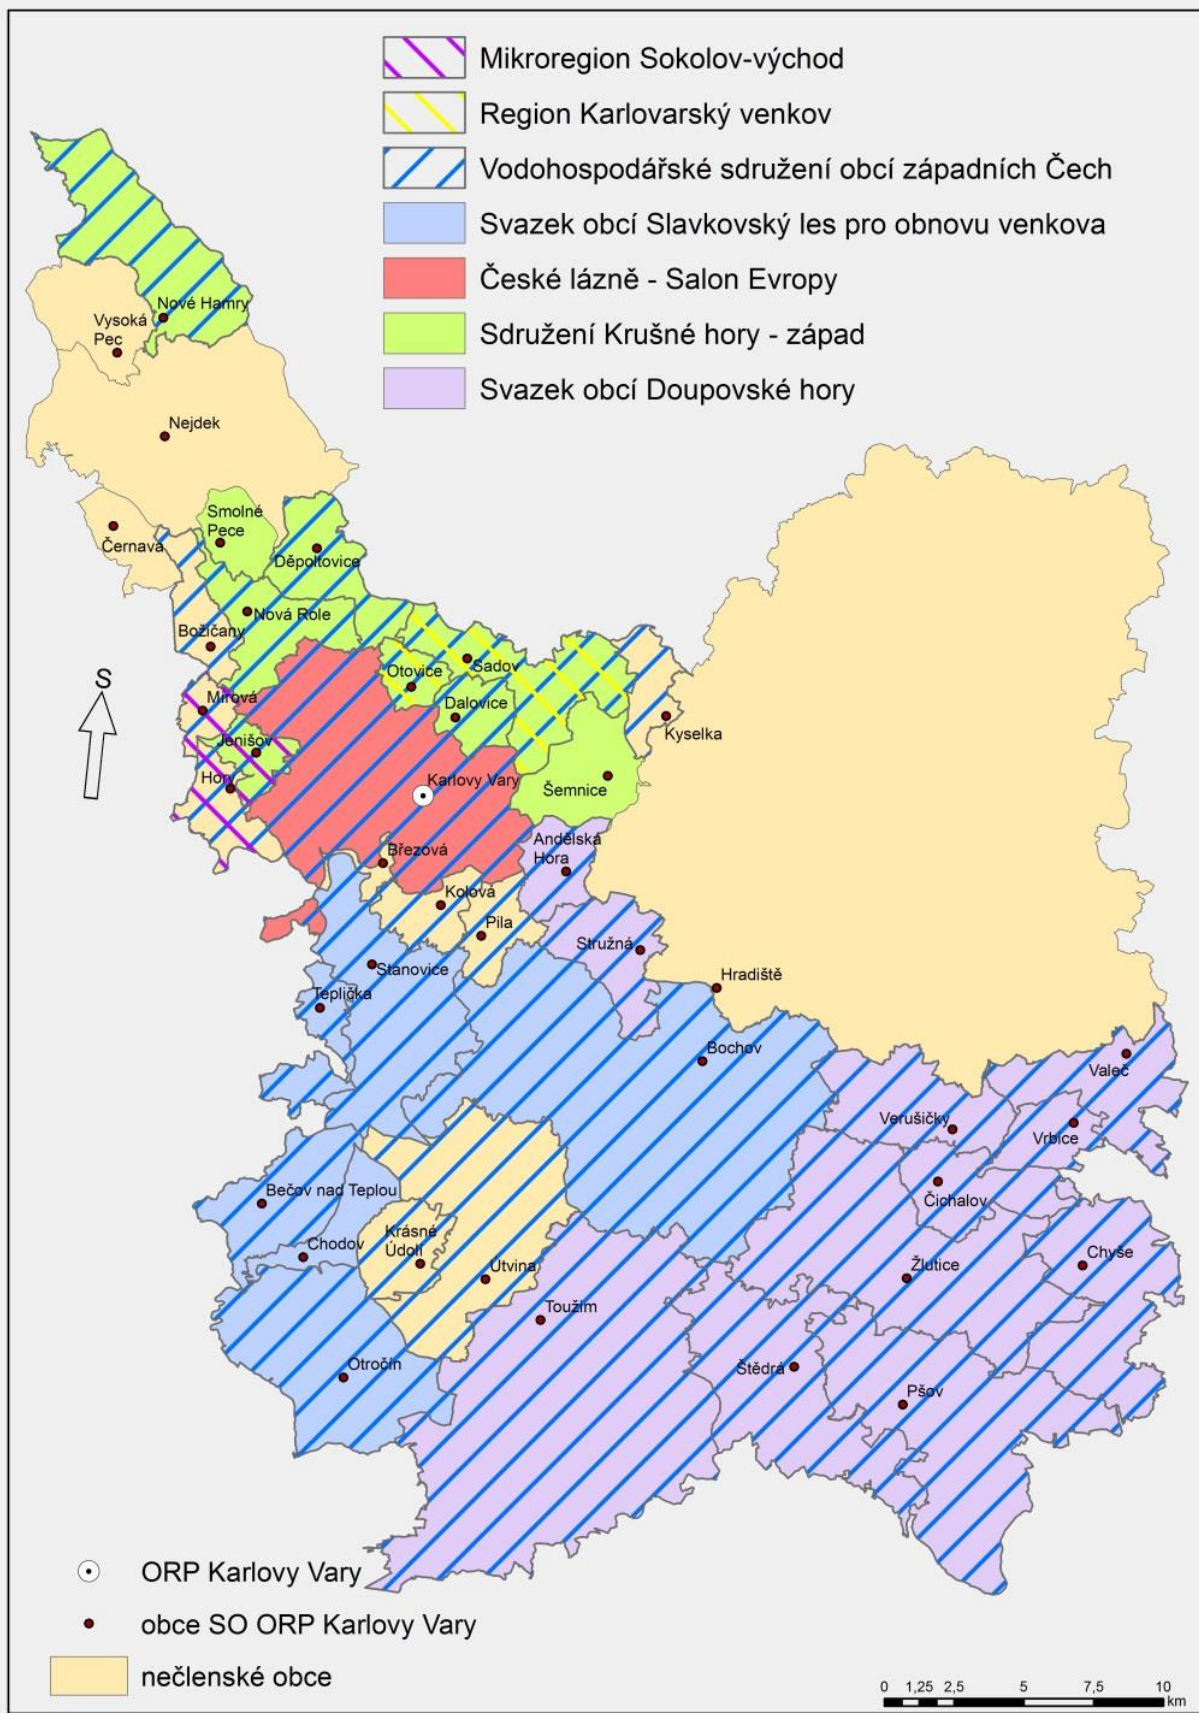 Mikroregion Sokolov-východ
Region Karlovarský venkov
Vodohospodářské sdružení obcí západních Čech
Svazek obcí Slavkovský les pro obnovu venkova
České lázně - Salon Evropy
Sdružení Krušné hory - západ
Svazek obcí Doupovské hory
Nové Hamry
Vysoká
Pec
Nejdek
Smolné
Pece
Černava
Děpoltovice
Nová Role
Božičany
Sadov
Otovice
S
Mírová
Dalovice
Kyselka
Jenišov
Hory
Karlovy Vary
Šemnice
Andělská
Hora
Březová
Kolová
Pila
Stružná
Stanovice
Hradiště
Teplička
Bochov
Valeč
Verušičky
Vrbice
Bečov nad Teplou
Čichalov
Krásné
Údolí
Chodov
Útvina
Žlutice
Chyše
Toužim
Otročín
Štědrá
Pšov
ORP Karlovy Vary
obce SO ORP Karlovy Vary
nečlenské obce
0 1,25 2,5 5 7,5 10
km